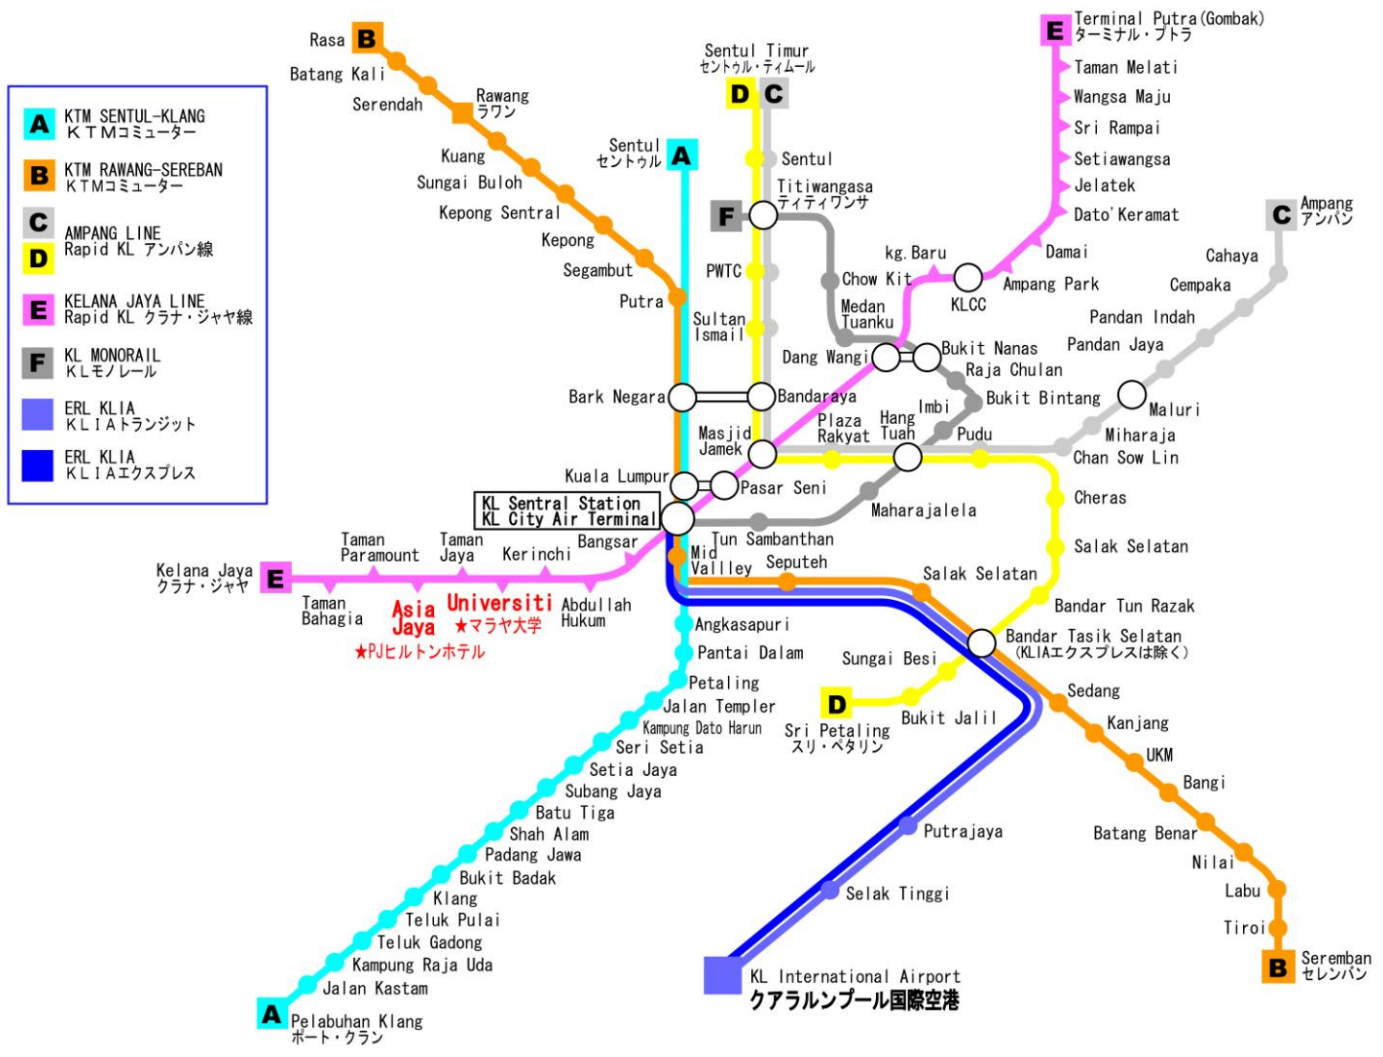 A
KTM SENTUL-KLANG
KTMコミューター
B
KTM RAWANG-SEREBAN
KTMコミューター
C
D
AMPANG LINE
Rapid KL アンパン線
E
KELANA JAYA LINE
Rapid KL クラナ・ジャヤ線
F
KL MONORAIL
KLモノレール
ERL KLIA
KLIAトランジット
ERL KLIA
KLIAエクスプレス
Rasa
B
Batang Kali
Serendah
Rawang
ラワン
Kuang
Sungai Buloh
Kepong Sentral
Kepong
Segambut
Putra
Sentul
セントゥル
A
Sentul Timur
セントゥル・ティムール
D
C
Sentul
Titiwangasa
ティティワンサ
F
PWTC
Sultan
Ismail
Chow Kit
Medan
Tuanku
Bark Negara
Bandaraya
Masjid
Jamek
Kuala Lumpur
Pasar Seni
KL Sentral Station
KL City Air Terminal
E
Terminal Putra(Gombak)
ターミナル・プトラ
Taman Melati
Wangsa Maju
Sri Rampai
Setiawangsa
Jelatek
Dato'Keramat
Damai
Ampang Park
KLCC
kg.Baru
Dang Wangi
Bukit Nanas
Raja Chulan
Bukit Bintang
Imbi
Hang
Tuah
Plaza
Rakyat
Pudu
C
Ampang
アンパン
Cahaya
Cempaka
Pandan Indah
Pandan Jaya
Maluri
Miharaja
Chan Sow Lin
Cheras
Salak Selatan
Bandar Tun Razak
Bandar Tasik Selatan
(KLIAエクスプレスは除く)
Sungai Besi
Bukit Jalil
D
Sri Petaling
スリ・ペタリン
Maharajalela
Tun Sambanthan
Mid
Vallley
Seputeh
Salak Selatan
Kelana Jaya
クラナ・ジャヤ
E
Taman
Bahagia
Taman
Paramount
Asia
Jaya
★PJヒルトンホテル
Taman
Jaya
Universiti
★マラヤ大学
Kerinchi
Abdullah
Hukum
Bangsar
Angkasapuri
Pantai Dalam
Petaling
Jalan Templer
Kampung Dato Harun
Seri Setia
Setia Jaya
Subang Jaya
Batu Tiga
Shah Alam
Padang Jawa
Bukit Badak
Klang
Teluk Pulai
Teluk Gadong
Kampung Raja Uda
Jalan Kastam
A
Pelabuhan Klang
ポート・クラン
Sedang
Kanjang
UKM
Bangi
Batang Benar
Nilai
Labu
Tiroi
B
Seremban
セレンバン
Putrajaya
Selak Tinggi
KL International Airport
クアラルンプール国際空港